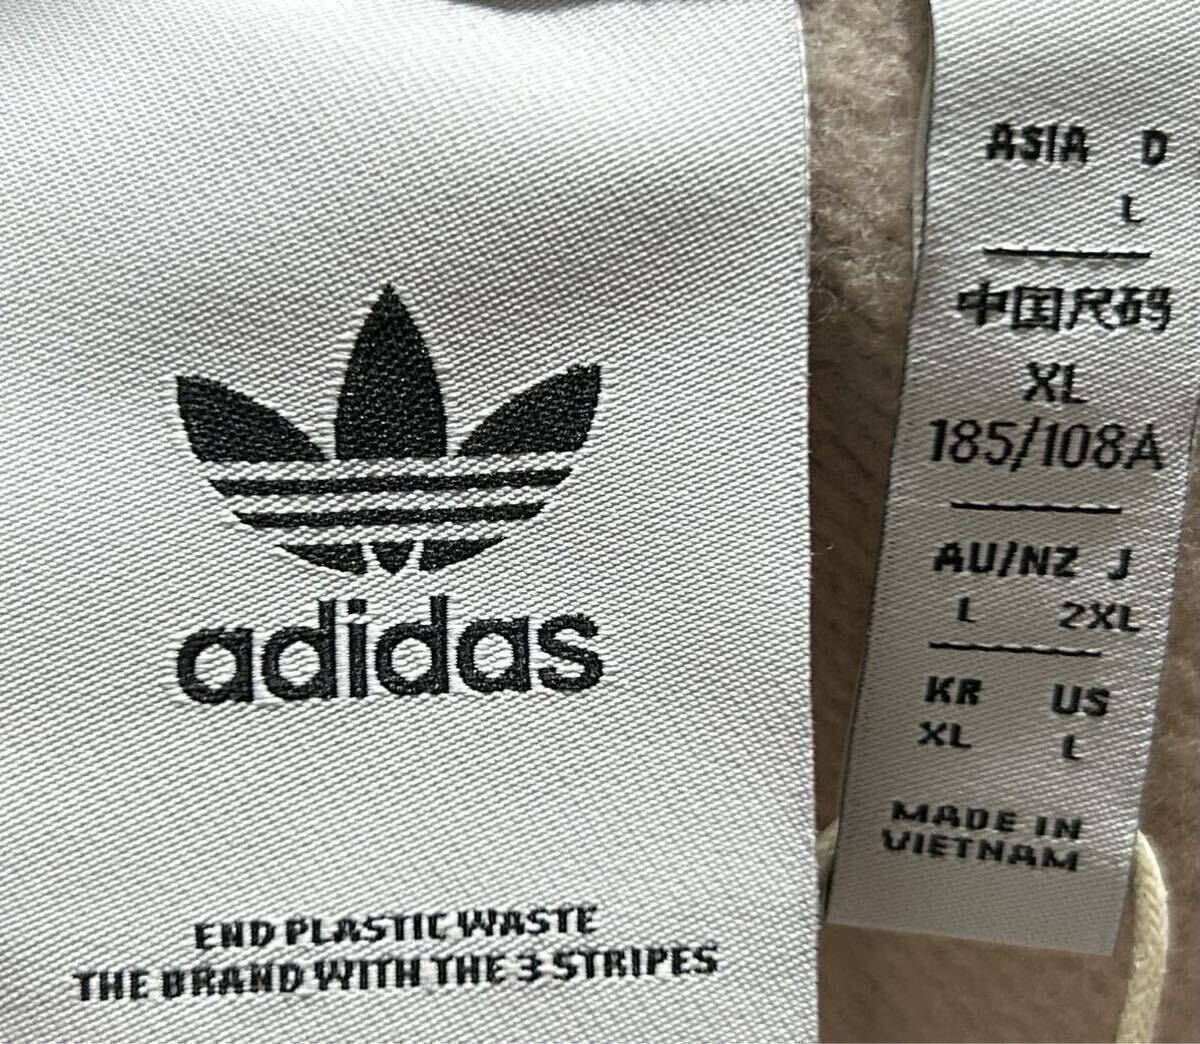 adidas
END PLASTIC WASTE
THE BRAND WITH THE 3 STRIPES
ASIA D
L
中国尺码
XL
185/108A
AU/NZ J
L 2XL
KR US
XL L
MADE IN
VIETNAM